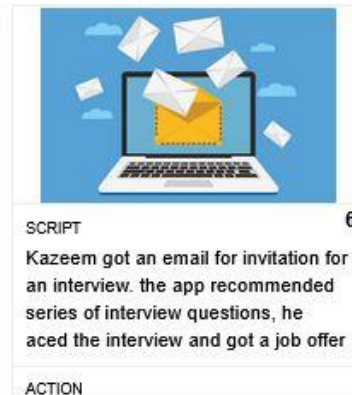 SCRIPT
6
Kazeem got an email for invitation for
an interview. the app recommended
series of interview questions, he
aced the interview and got a job offer
ACTION